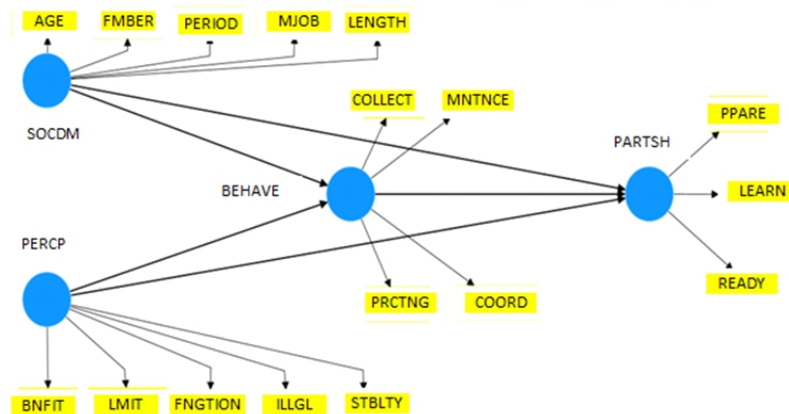 AGE FMBER PERIOD MJOB LENGTH
SOCDM
COLLECT MNTNCE
PARTSH PPARE
BEHAVE
LEARN
PERCP
PRCTNG COORD
READY
BNFIT LMIT FNGTION ILLGL STBLTY